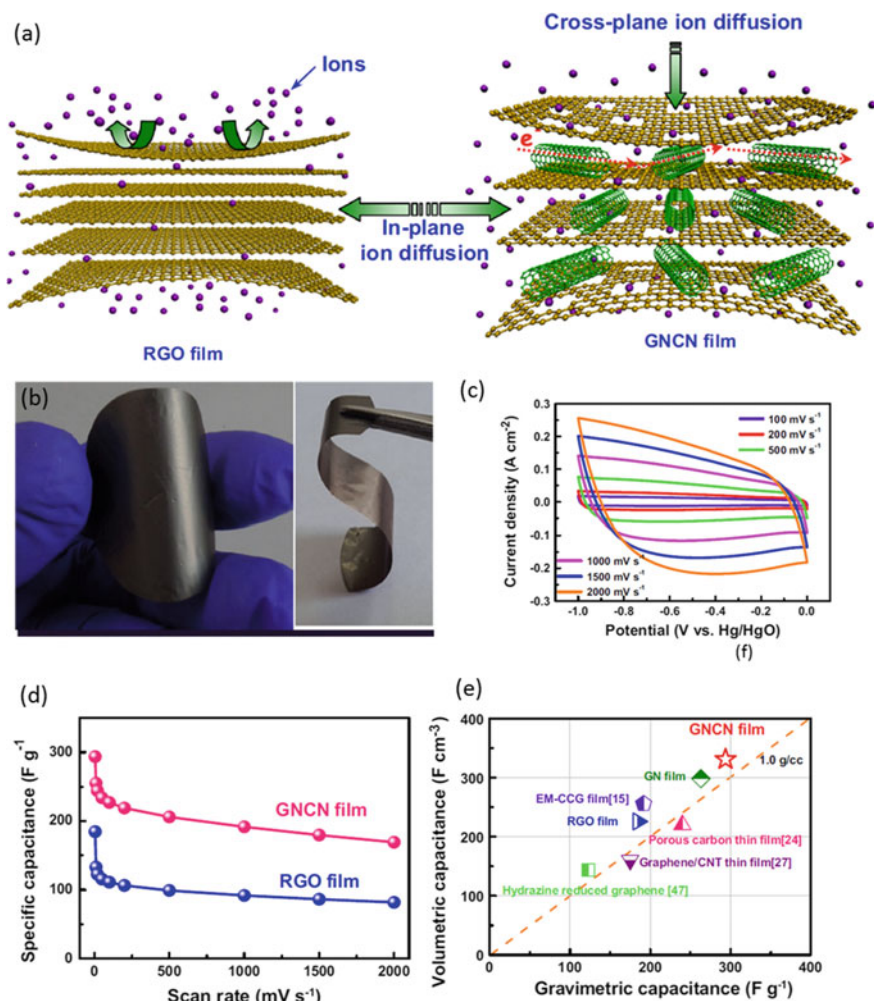 (a)
Ions
Cross-plane ion diffusion
e-
In-plane
ion diffusion
RGO film
GNCN film
(b)
(c)
Current density (A cm-2)
0.3
0.2
0.1
0.0
-0.1
-0.2
-0.3
100 mV s-1
200 mV s-1
500 mV s-1
1000 mV s-1
1500 mV s-1
2000 mV s-1
-1.0 -0.8 -0.6 -0.4 -0.2 0.0
Potential (V vs. Hg/HgO)
(f)
(d)
Specific capacitance (F g-1)
300
200
100
0
GNCN film
RGO film
0 500 1000 1500 2000
Scan rate (mV s-1)
(e)
Volumetric capacitance (F cm-3)
400
300
200
100
0
GNCN film
1.0 g/cc
GN film
EM-CCG film[15]
RGO film
Porous carbon thin film[24]
Graphene/CNT thin film[27]
Hydrazine reduced graphene [47]
100 200 300 400
Gravimetric capacitance (F g-1)